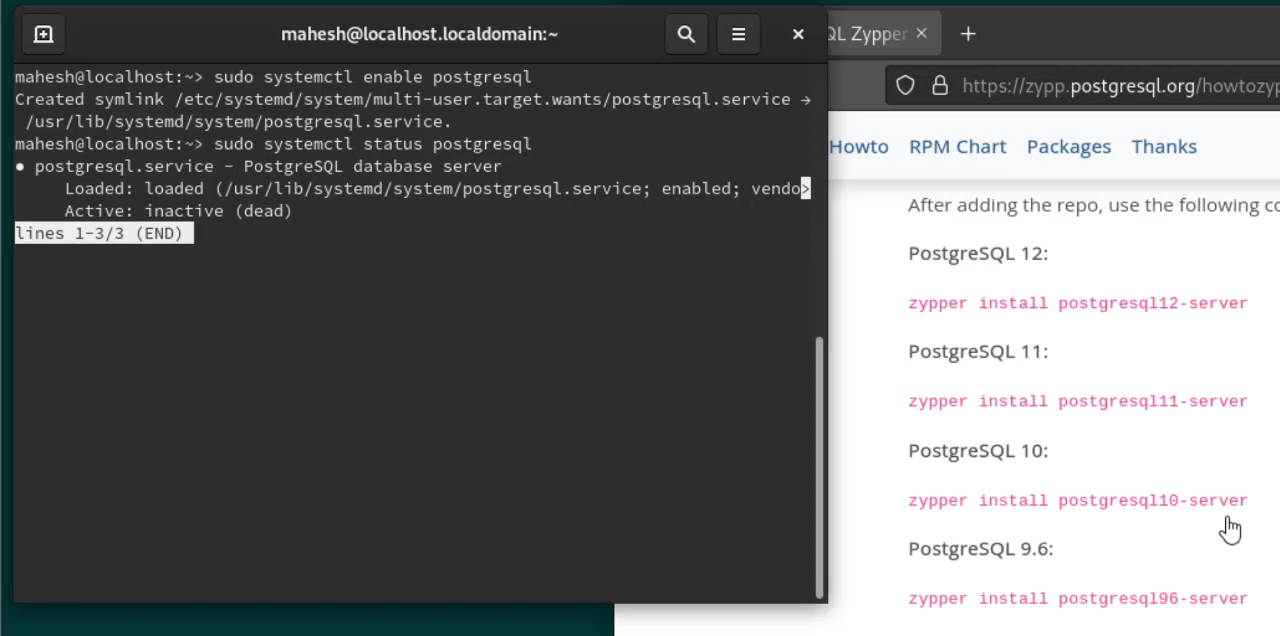 mahesh@localhost.localdomain:~
mahesh@localhost:~> sudo systemctl enable postgresql
Created symlink /etc/systemd/system/multi-user.target.wants/postgresql.service →
/usr/lib/systemd/system/postgresql.service.
mahesh@localhost:~> sudo systemctl status postgresql
● postgresql.service - PostgreSQL database server
Loaded: loaded (/usr/lib/systemd/system/postgresql.service; enabled; vendo>
Active: inactive (dead)
lines 1-3/3 (END)
QL Zypper
https://zypp.postgresql.org/howtozyp
Howto RPM Chart Packages Thanks
After adding the repo, use the following co
PostgreSQL 12:
zypper install postgresql12-server
PostgreSQL 11:
zypper install postgresql11-server
PostgreSQL 10:
zypper install postgresql10-server
PostgreSQL 9.6:
zypper install postgresql96-server